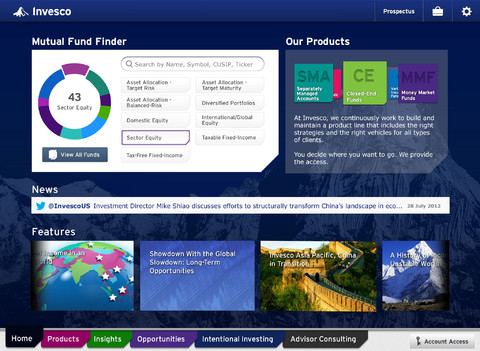 Invesco
Prospectus
Mutual Fund Finder
43
Sector Equity
View All Funds
Search by Name, Symbol, CUSIP, Ticker
Asset Allocation -
Target Risk
Asset Allocation -
Target Maturity
Asset Allocation -
Balanced-Risk
Diversified Portfolios
Domestic Equity
International/Global
Equity
Sector Equity
Taxable Fixed-Income
Tax-Free Fixed-Income
Our Products
SMA
Separately
Managed
Accounts
CE
Closed-End
Funds
MMF
Money Market
Funds
At Invesco, we continuously work to build and
maintain a product line that includes the right
strategies and the right vehicles for all types
of clients.
You decide where you want to go. We provide
the access.
News
@InvescoUS Investment Director Mike Shiao discusses efforts to structurally transform China's landscape in eco... 28 July 2013
Features
Income in an
Showdown With the Global
Slowdown: Long-Term
Opportunities
Invesco Asia Pacific, China
in Transition
A History of
Unstable
Home
Products
Insights
Opportunities
Intentional Investing
Advisor Consulting
Account Access